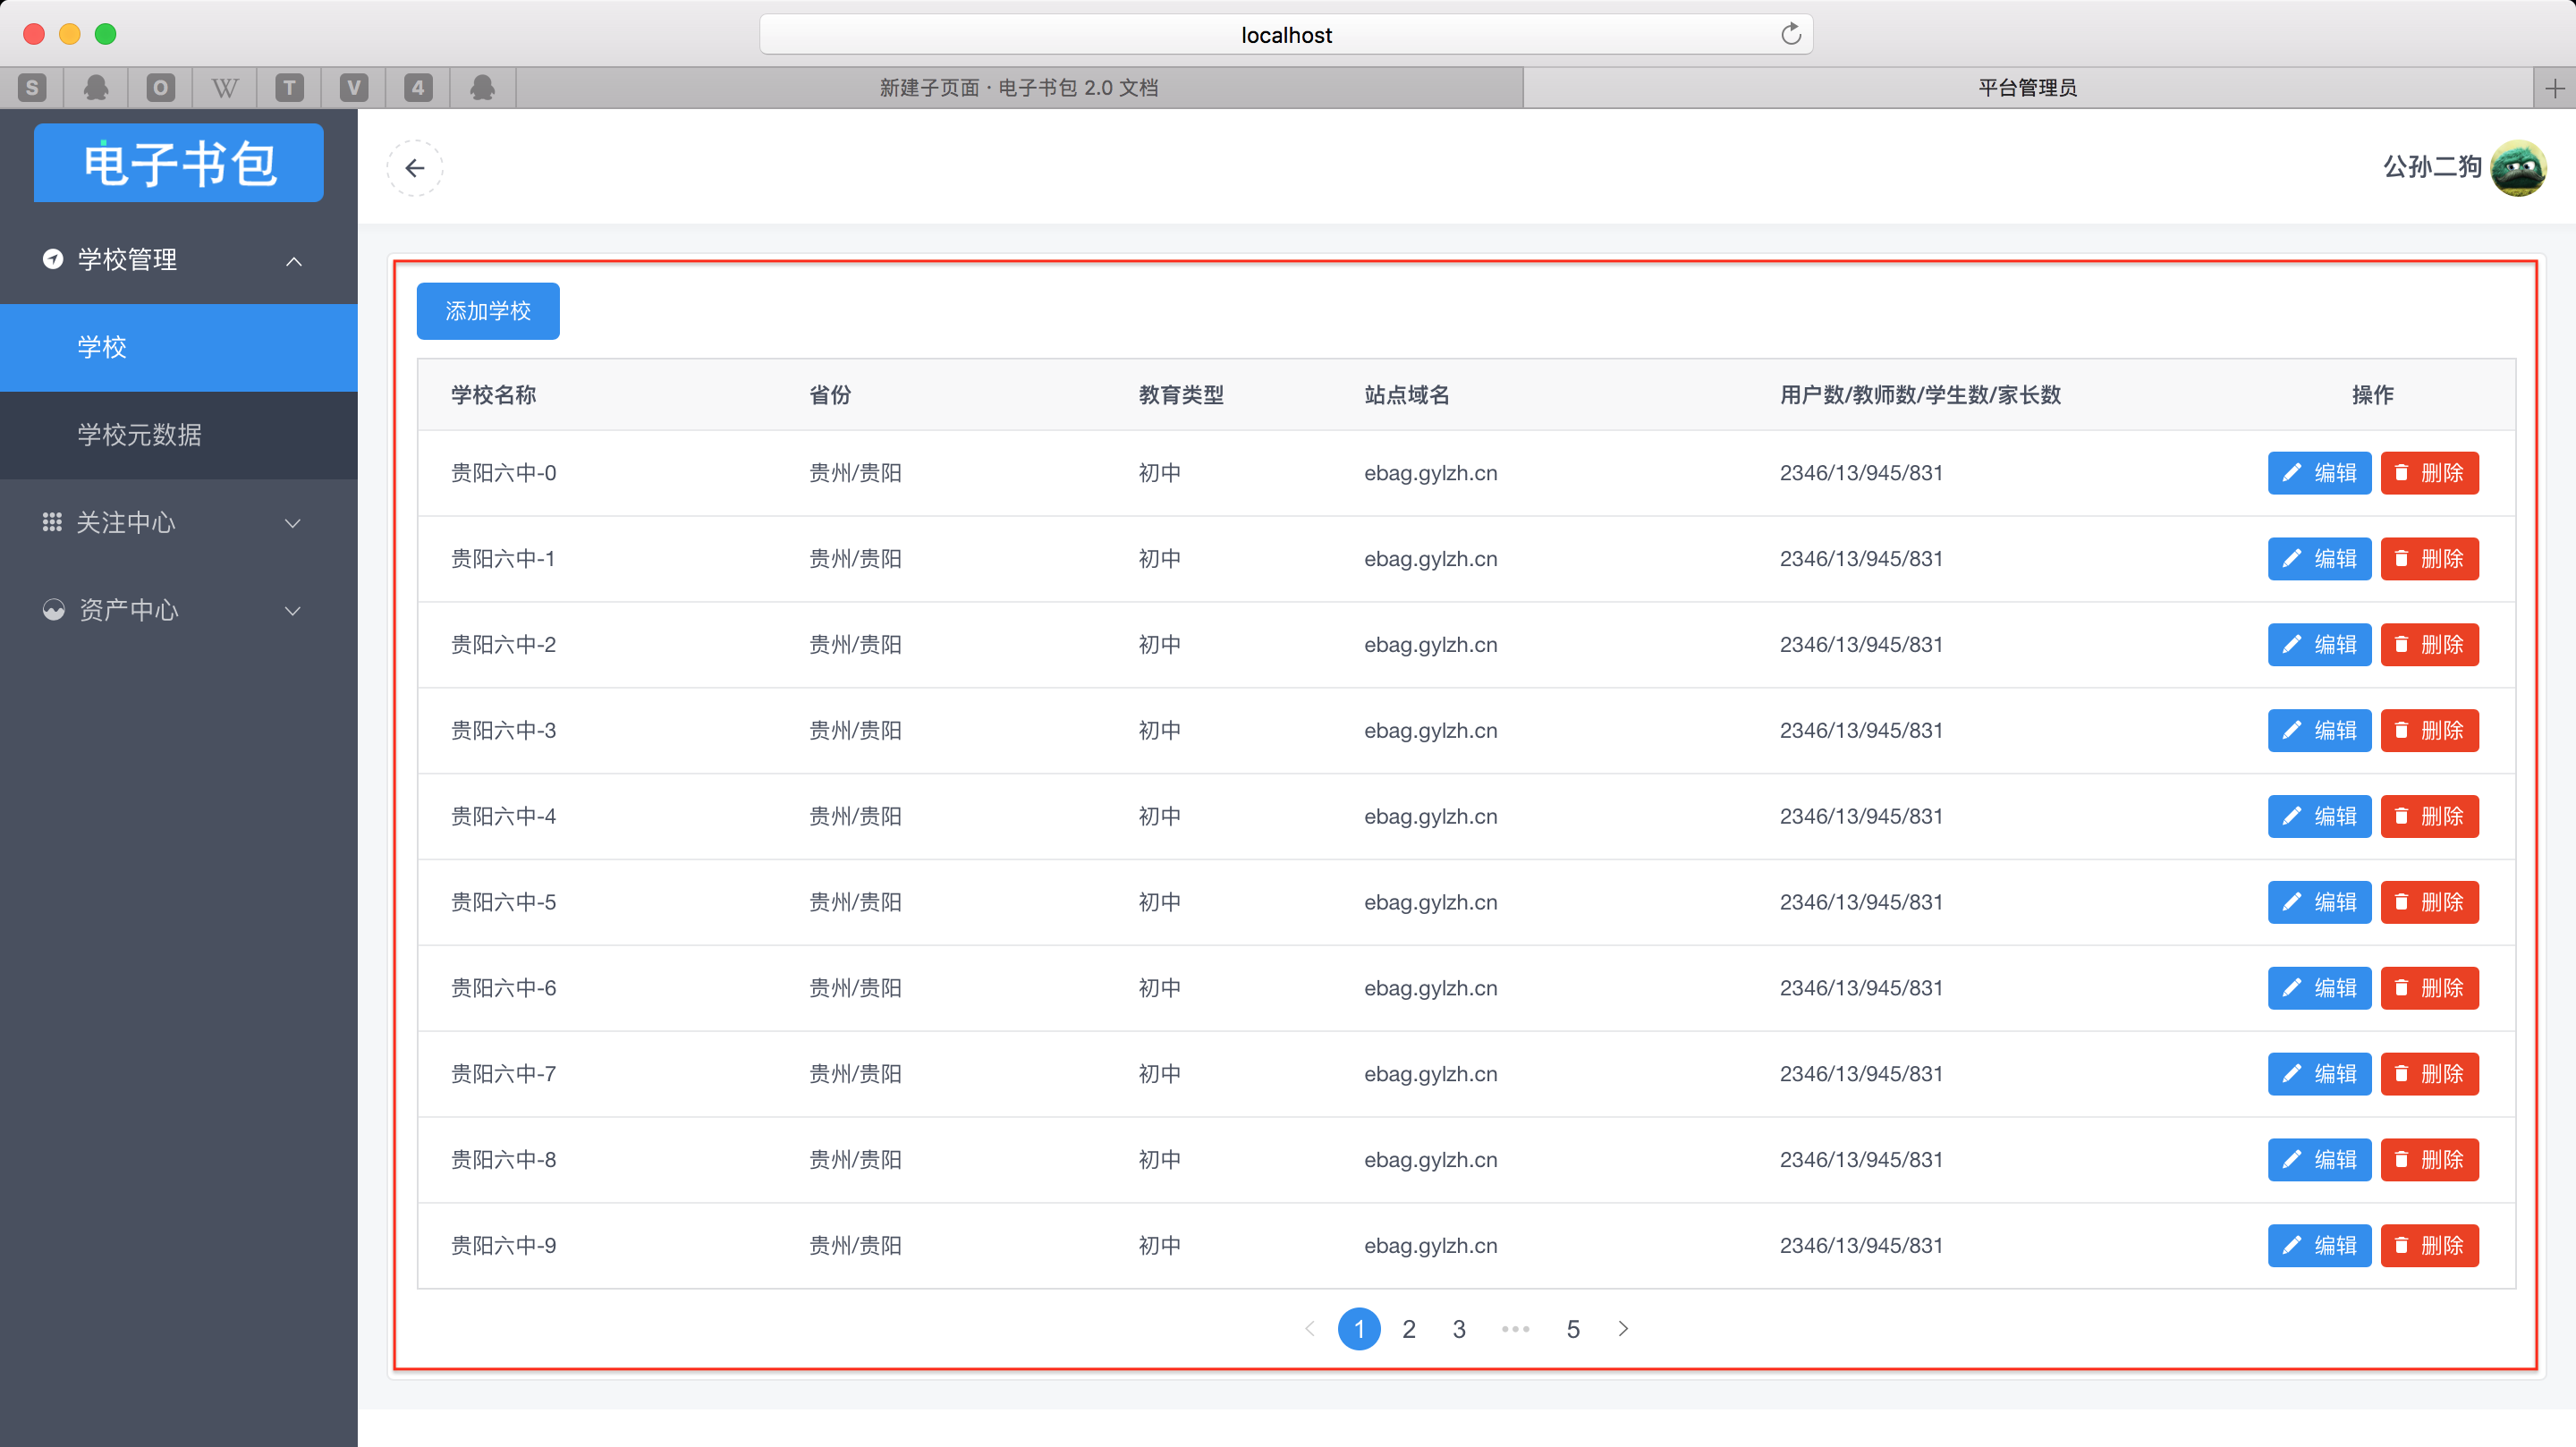 localhost
S O W T V 4 新建子页面 · 电子书包 2.0 文档 平台管理员
电子书包
公孙二狗
学校管理
学校
学校元数据
关注中心
资产中心
添加学校
学校名称 省份 教育类型 站点域名 用户数/教师数/学生数/家长数 操作
贵阳六中-0 贵州/贵阳 初中 ebag.gylzh.cn 2346/13/945/831 编辑 删除
贵阳六中-1 贵州/贵阳 初中 ebag.gylzh.cn 2346/13/945/831 编辑 删除
贵阳六中-2 贵州/贵阳 初中 ebag.gylzh.cn 2346/13/945/831 编辑 删除
贵阳六中-3 贵州/贵阳 初中 ebag.gylzh.cn 2346/13/945/831 编辑 删除
贵阳六中-4 贵州/贵阳 初中 ebag.gylzh.cn 2346/13/945/831 编辑 删除
贵阳六中-5 贵州/贵阳 初中 ebag.gylzh.cn 2346/13/945/831 编辑 删除
贵阳六中-6 贵州/贵阳 初中 ebag.gylzh.cn 2346/13/945/831 编辑 删除
贵阳六中-7 贵州/贵阳 初中 ebag.gylzh.cn 2346/13/945/831 编辑 删除
贵阳六中-8 贵州/贵阳 初中 ebag.gylzh.cn 2346/13/945/831 编辑 删除
贵阳六中-9 贵州/贵阳 初中 ebag.gylzh.cn 2346/13/945/831 编辑 删除
1 2 3 ••• 5